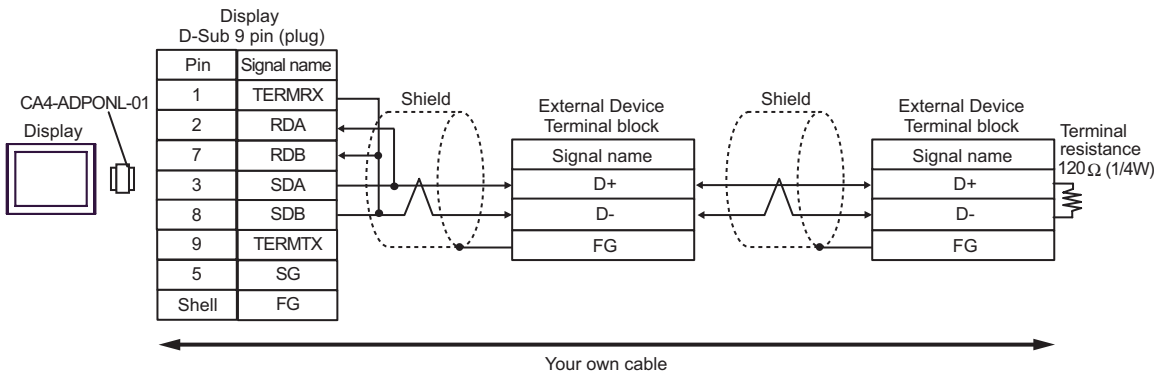 Display
D-Sub 9 pin (plug)
Pin Signal name
1 TERMRX
2 RDA
7 RDB
3 SDA
8 SDB
9 TERMTX
5 SG
Shell FG
CA4-ADPONL-01
Display
Shield
External Device
Terminal block
Signal name
D+
D-
FG
Shield
External Device
Terminal block
Signal name
D+
D-
FG
Terminal
resistance
120Ω (1/4W)
Your own cable